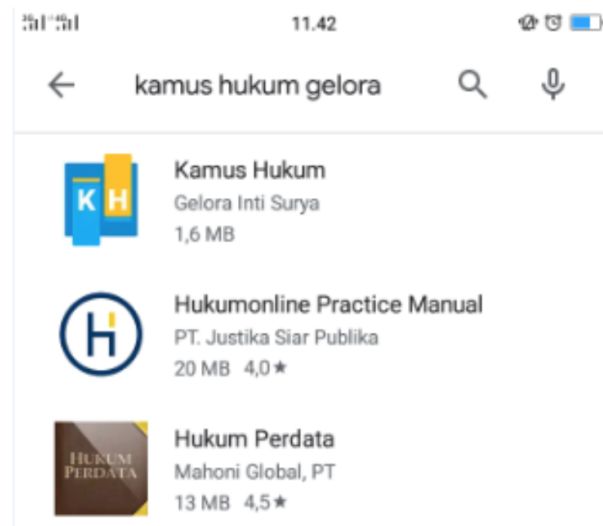 11.42
kamus hukum gelora
KH
Kamus Hukum
Gelora Inti Surya
1,6 MB
H
Hukumonline Practice Manual
PT. Justika Siar Publika
20 MB 4,0★
HUKUM
PERDATA
Hukum Perdata
Mahoni Global, PT
13 MB 4,5★